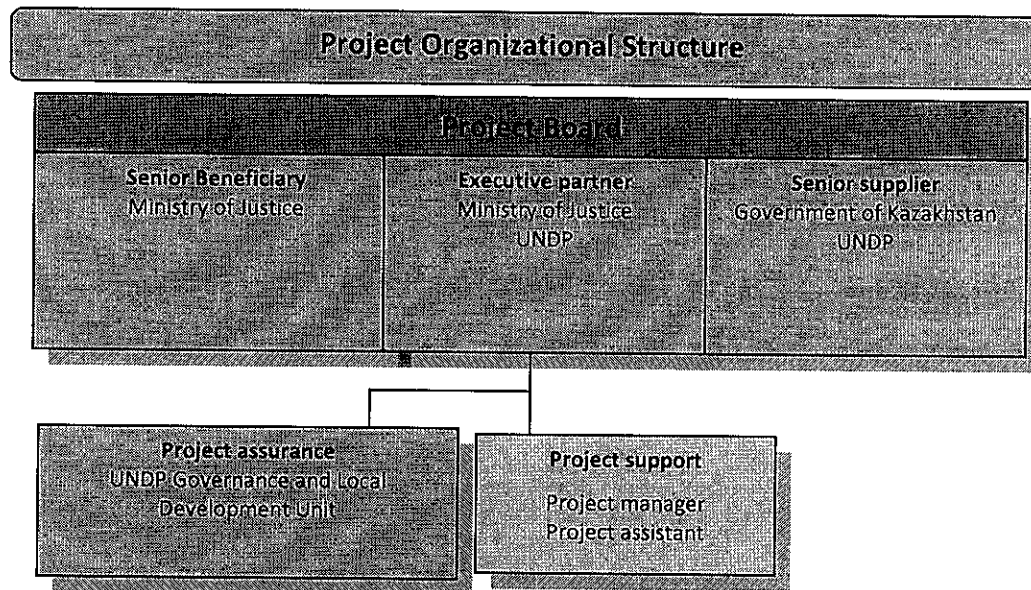 Project Organizational Structure
Project Board
Senior Beneficiary
Ministry of Justice
Executive partner
Ministry of Justice
UNDP
Senior supplier
Government of Kazakhstan
UNDP
Project assurance
UNDP Governance and Local
Development Unit
Project support
Project manager
Project assistant